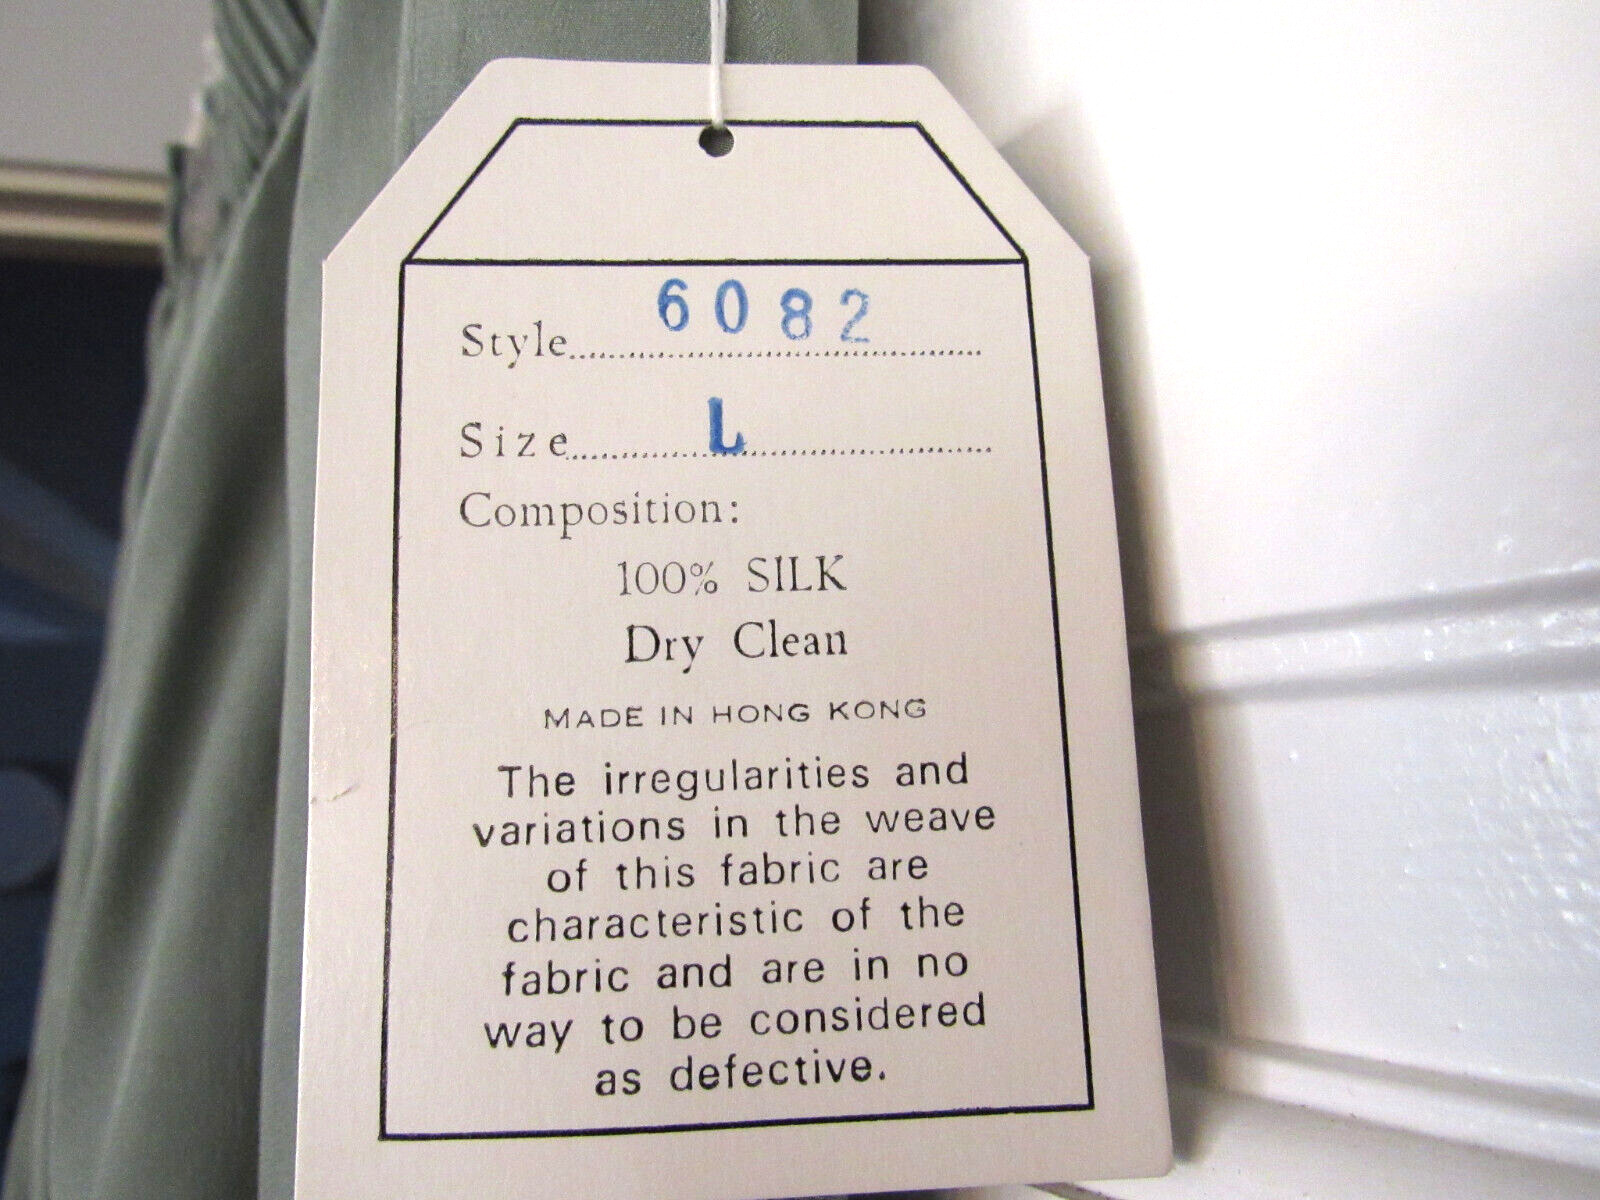 Style 6082
Size L
Composition:
100% SILK
Dry Clean
MADE IN HONG KONG
The irregularities and
variations in the weave
of this fabric are
characteristic of the
fabric and are in no
way to be considered
as defective.